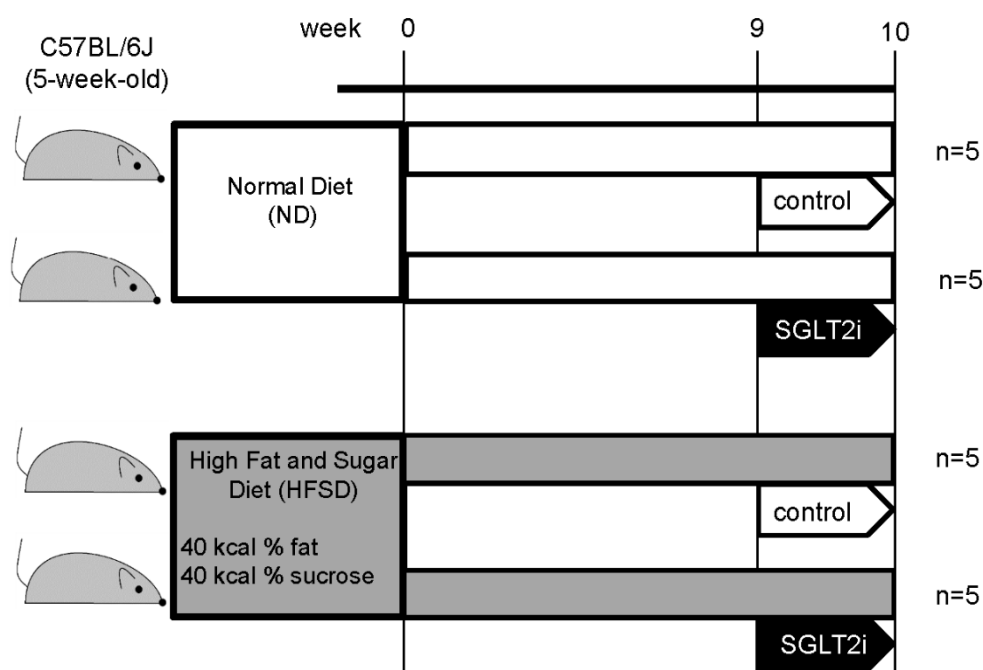 week 0 9 10
C57BL/6J
(5-week-old)
Normal Diet
(ND)
n=5
control
n=5
SGLT2i
High Fat and Sugar
Diet (HFSD)
40 kcal % fat
40 kcal % sucrose
n=5
control
n=5
SGLT2i